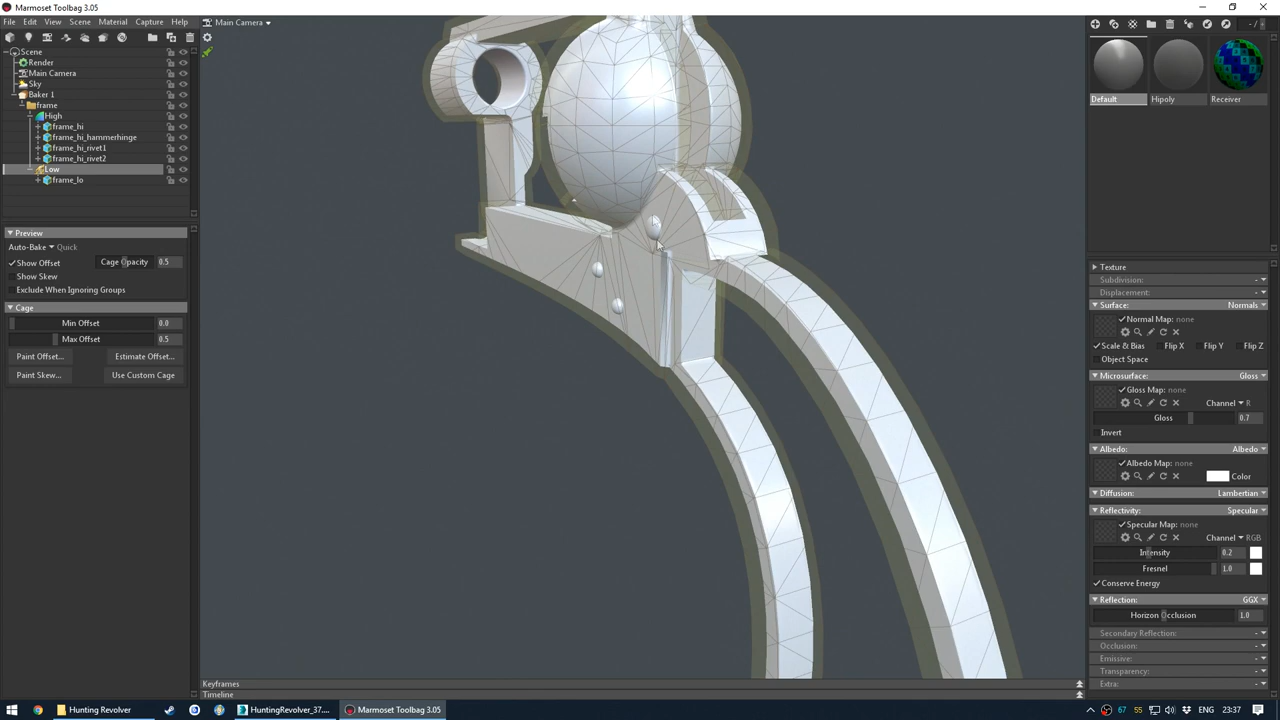 Marmoset Toolbag 3.05
File Edit View Scene Material Capture Help
Main Camera
Scene
Render
Main Camera
Sky
Baker 1
frame
High
frame_hi
frame_hi_hammerhinge
frame_hi_rivet1
frame_hi_rivet2
Low
frame_lo
Preview
Auto-Bake Quick
Show Offset Cage Opacity 0.5
Show Skew
Exclude When Ignoring Groups
Cage
Min Offset 0.0
Max Offset 0.5
Paint Offset... Estimate Offset...
Paint Skew... Use Custom Cage
- /
Default Hipoly Receiver
Texture
Subdivision: -
Displacement: -
Surface: Normals
Normal Map: none
Scale & Bias Flip X Flip Y Flip Z
Object Space
Microsurface: Gloss
Gloss Map: none
Channel R
Gloss 0.7
Invert
Albedo: Albedo
Albedo Map: none
Color
Diffusion: Lambertian
Reflectivity: Specular
Specular Map: none
Channel RGB
Intensity 0.2
Fresnel 1.0
Conserve Energy
Reflection: GGX
Horizon Occlusion 1.0
Secondary Reflection: -
Occlusion: -
Emissive: -
Transparency: -
Extra: -
Keyframes
Timeline
Hunting Revolver
HuntingRevolver_37....
Marmoset Toolbag 3.05
67 55 ENG 23:37